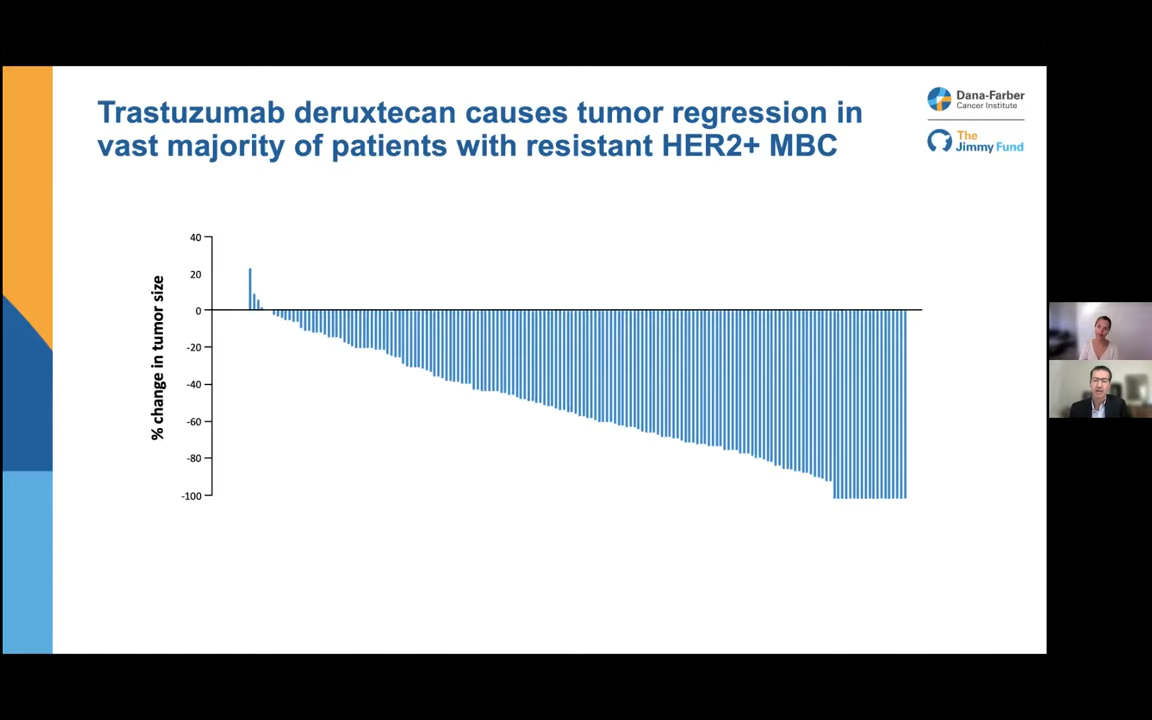 Trastuzumab deruxtecan causes tumor regression in
vast majority of patients with resistant HER2+ MBC
Dana-Farber
Cancer Institute
The
Jimmy Fund
% change in tumor size
40
20
0
-20
-40
-60
-80
-100